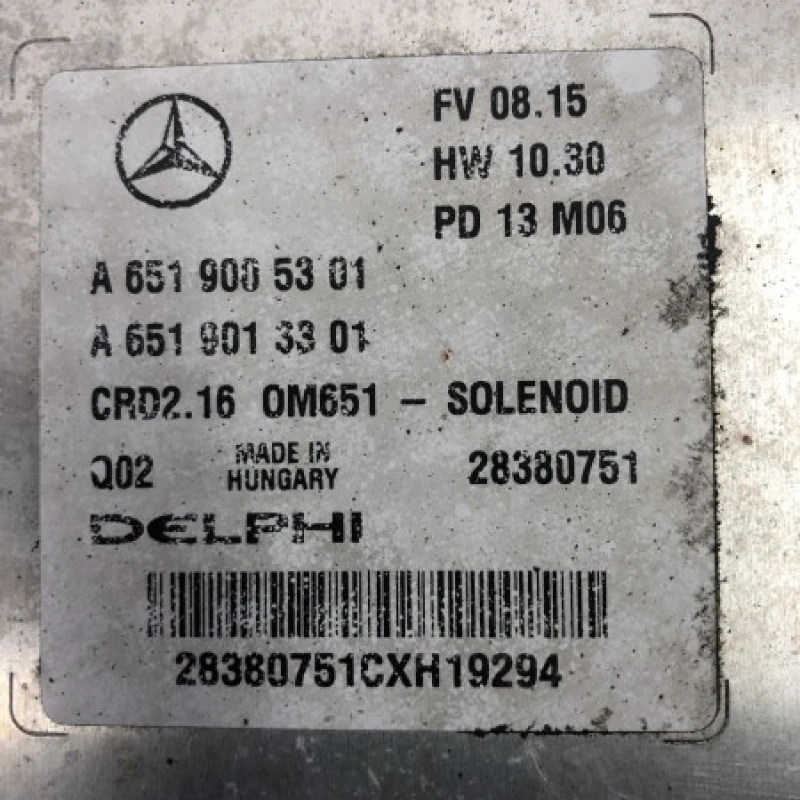 FV 08.15
HW 10.30
PD 13 M06
A 651 900 53 01
A 651 901 33 01
CRD2.16 OM651 – SOLENOID
Q02 MADE IN HUNGARY 28380751
DELPHI
28380751CXH19294